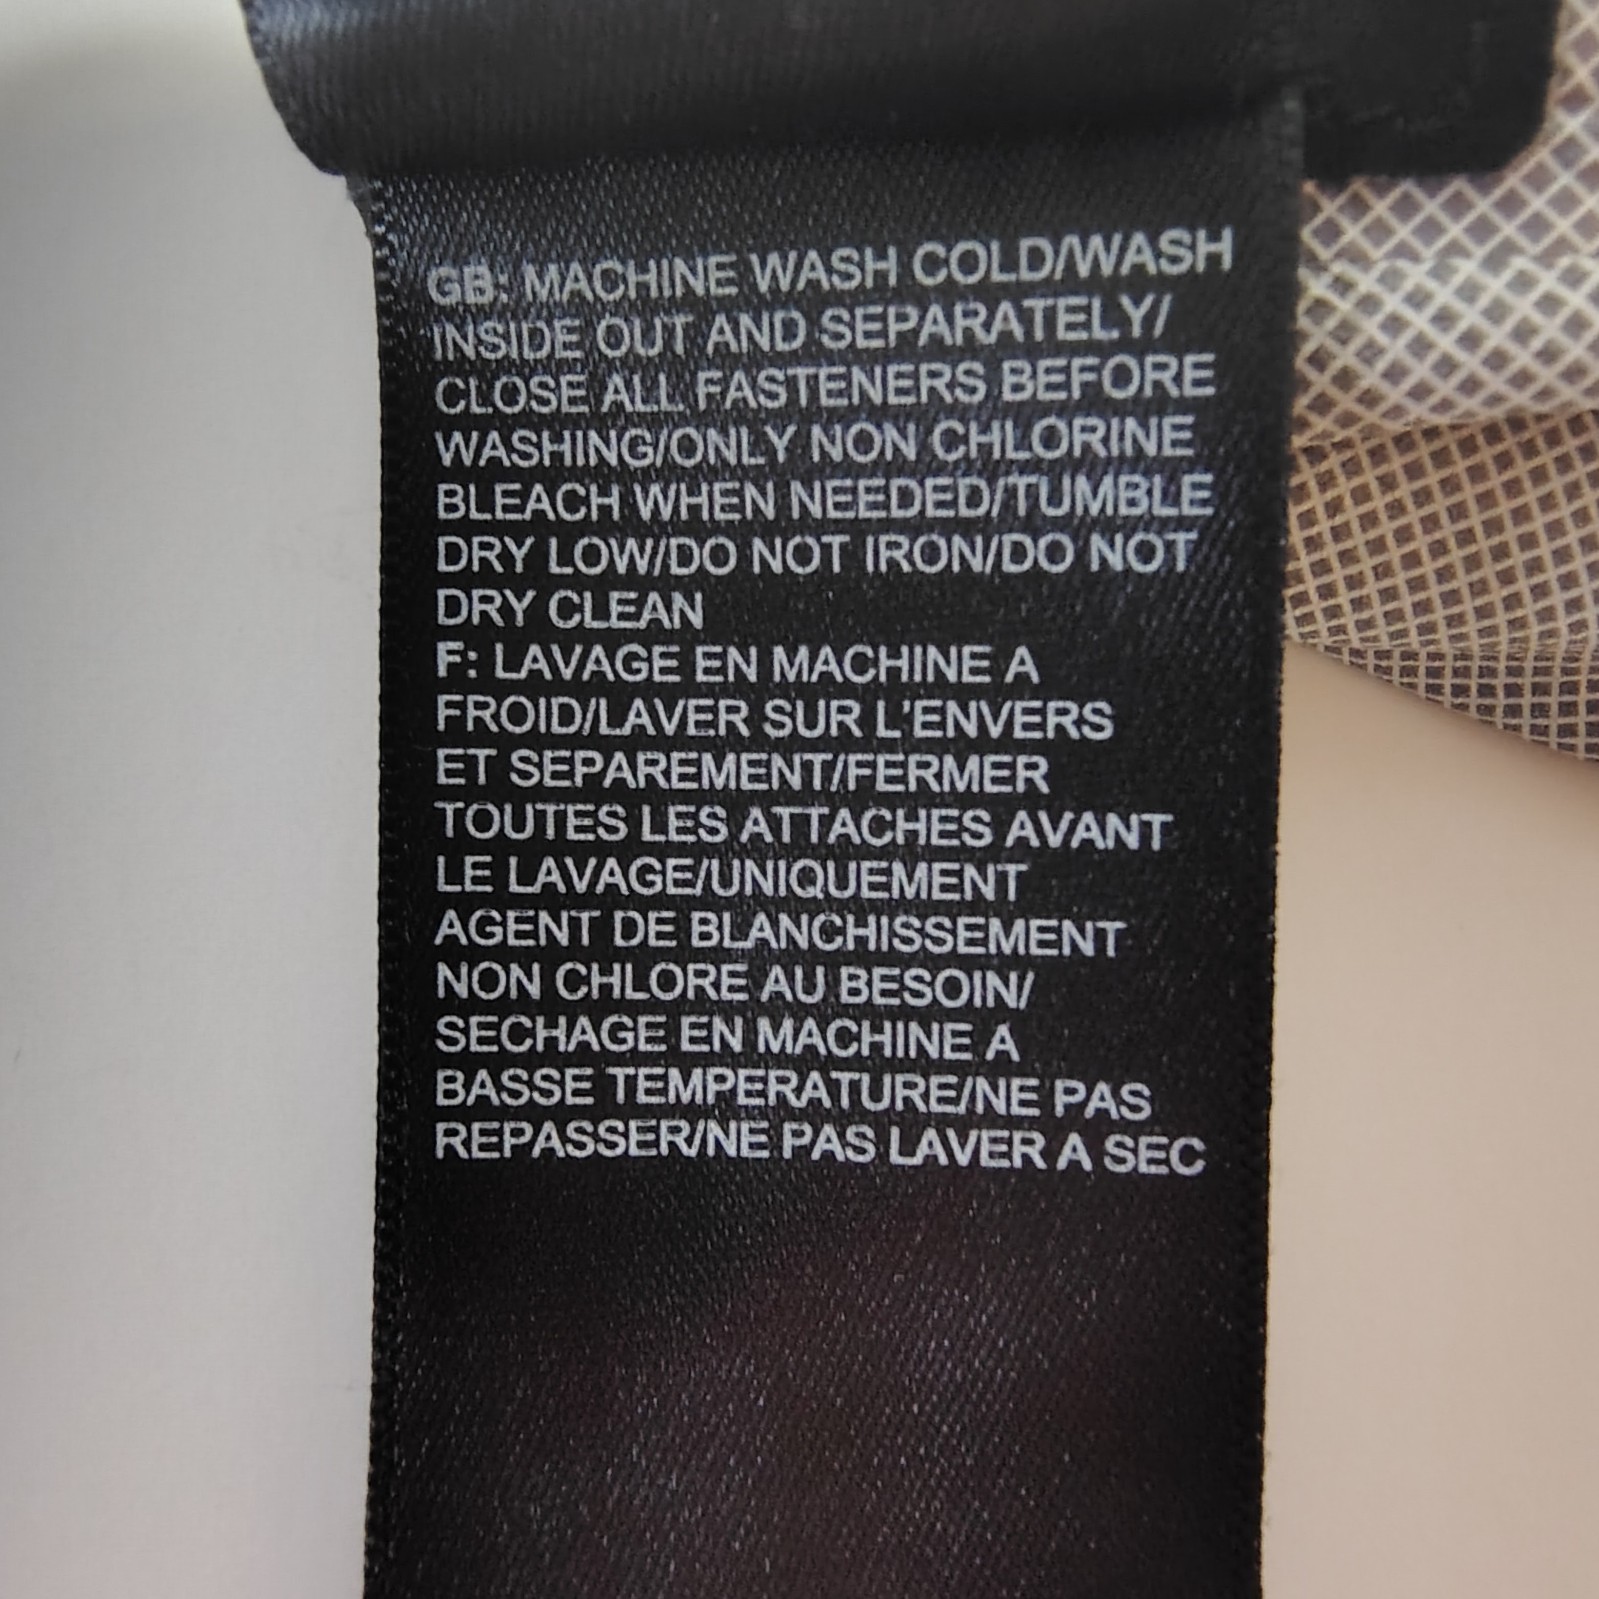 GB: MACHINE WASH COLD/WASH
INSIDE OUT AND SEPARATELY/
CLOSE ALL FASTENERS BEFORE
WASHING/ONLY NON CHLORINE
BLEACH WHEN NEEDED/TUMBLE
DRY LOW/DO NOT IRON/DO NOT
DRY CLEAN
F: LAVAGE EN MACHINE A
FROID/LAVER SUR L'ENVERS
ET SEPAREMENT/FERMER
TOUTES LES ATTACHES AVANT
LE LAVAGE/UNIQUEMENT
AGENT DE BLANCHISSEMENT
NON CHLORE AU BESOIN/
SECHAGE EN MACHINE A
BASSE TEMPERATURE/NE PAS
REPASSER/NE PAS LAVER A SEC